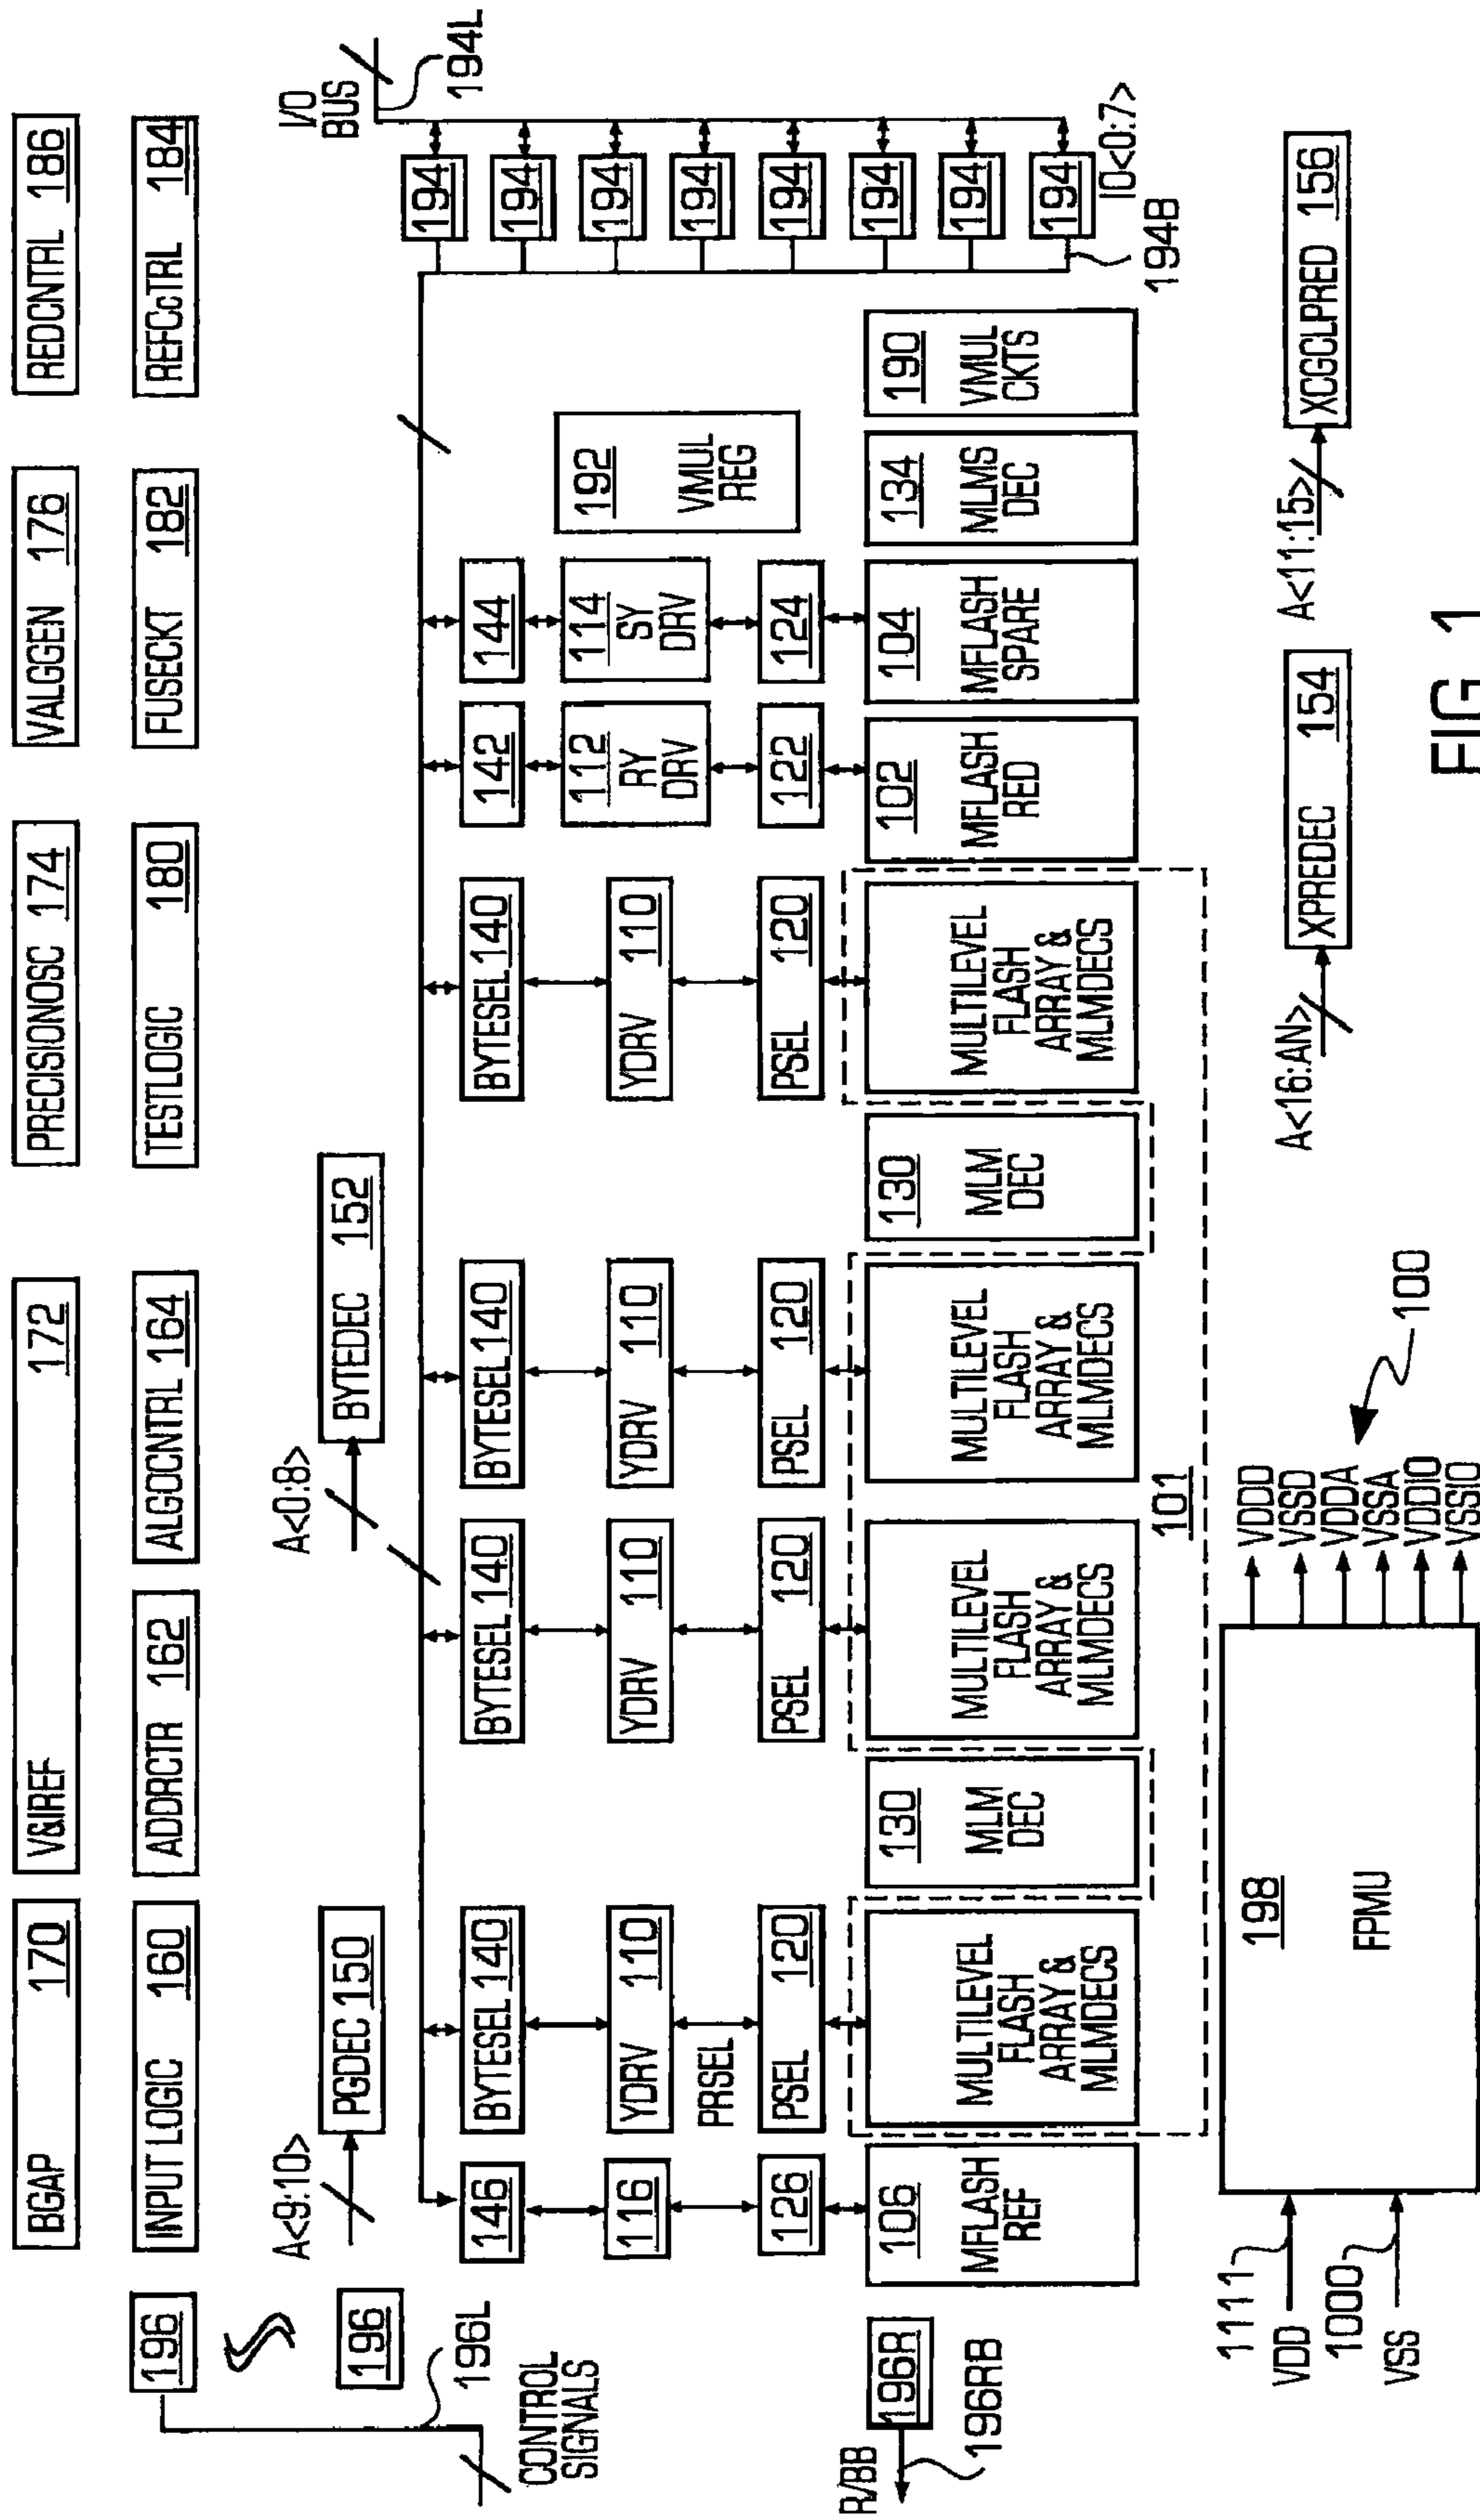 BGAP 170
V&IREF 172
PRECISIONOSC 174
VALGGEN 176
REDCNTRL 186
196
INPUT LOGIC 160
ADDRCTR 162
ALGOCNTRL 164
TESTLOGIC 180
FUSECKT 182
REFCcTRL 184
A<9:10>
PGDEC 150
A<0:8>
BYTEDEC 152
I/O
BUS
194L
196
196L
CONTROL
SIGNALS
194
194
194
194
194
194
194
194
IO<0:7>
194B
146
BYTESEL 140
BYTESEL 140
BYTESEL 140
BYTESEL 140
142
144
116
YDRV 110
YDRV 110
YDRV 110
YDRV 110
112
RY
DRV
114
SY
DRV
192
VMUL
REG
PRSEL
126
PSEL 120
PSEL 120
PSEL 120
PSEL 120
122
124
R/BB
196R
196RB
106
MFLASH
REF
MULTILEVEL
FLASH
ARRAY &
MLMDECS
130
MLM
DEC
MULTILEVEL
FLASH
ARRAY &
MLMDECS
MULTILEVEL
FLASH
ARRAY &
MLMDECS
130
MLM
DEC
MULTILEVEL
FLASH
ARRAY &
MLMDECS
102
MFLASH
RED
104
MFLASH
SPARE
134
MLMS
DEC
190
VMUL
CKTS
101
1111
VDD
1000
VSS
198
FPMU
VDDD
VSSD
VDDA
VSSA
VDDIO
VSSIO
100
A<16:AN>
XPREDEC 154
A<11:15>
XCGCLPRED 156
FIG. 1